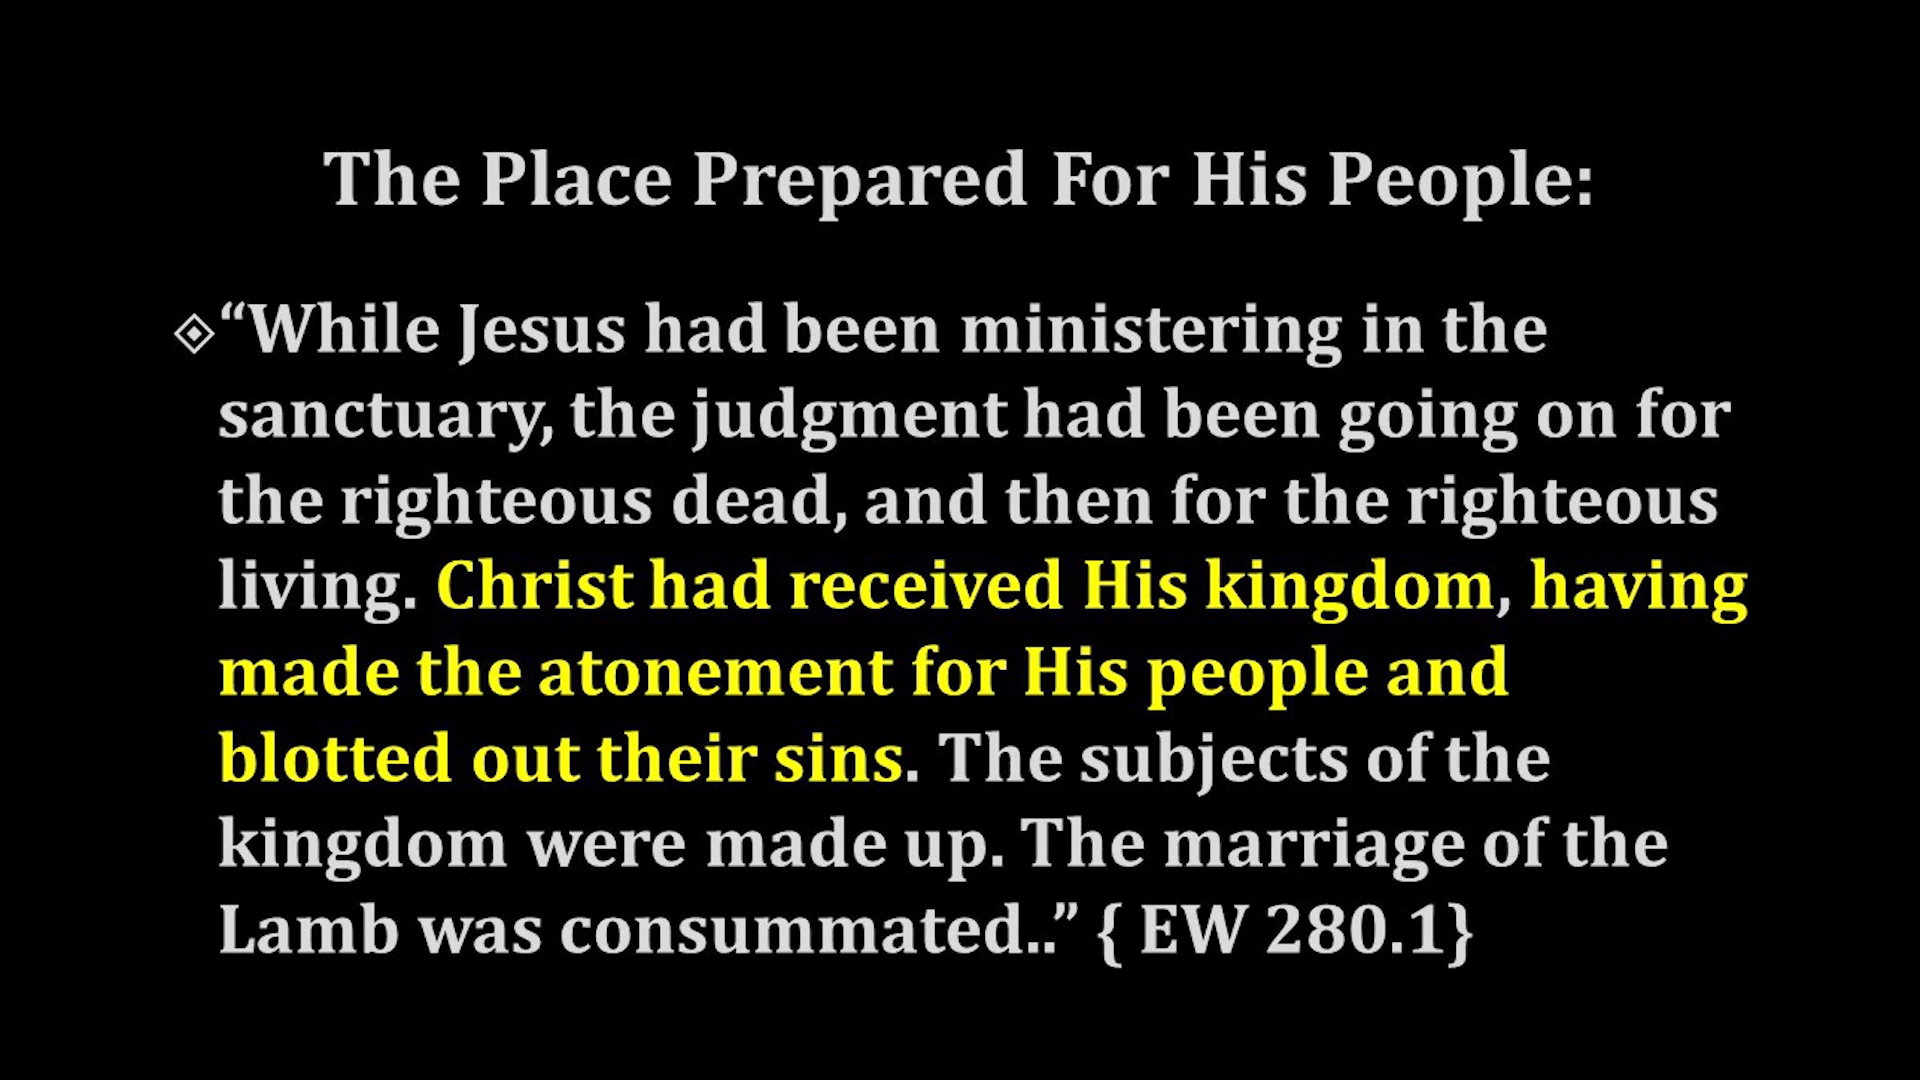 The Place Prepared For His People:
“While Jesus had been ministering in the
sanctuary, the judgment had been going on for
the righteous dead, and then for the righteous
living. Christ had received His kingdom, having
made the atonement for His people and
blotted out their sins. The subjects of the
kingdom were made up. The marriage of the
Lamb was consummated..” { EW 280.1}